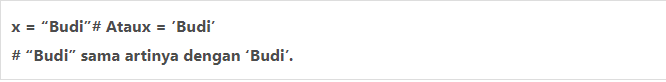 x = “Budi”# Ataux = ’Budi’
# “Budi” sama artinya dengan ‘Budi’.